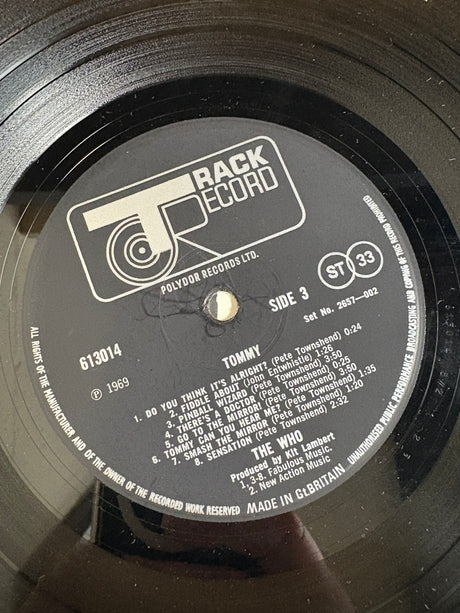 TRACK
RECORD
POLYDOR RECORDS LTD.
SIDE 3
ST 33
Set No. 2657—002
613014
℗ 1969
TOMMY
1. DO YOU THINK IT'S ALRIGHT? (Pete Townshend) 0:24
2. FIDDLE ABOUT (John Entwhistle) 1:26
3. PINBALL WIZARD (Pete Townshend) 3:50
4. THERE'S A DOCTOR (Pete Townshend)
5. GO TO THE MIRROR (Pete Townshend) 3:50
6. TOMMY CAN YOU HEAR ME? (Pete Townshend) 1:35
7. SMASH THE MIRROR (Pete Townshend)
8. SENSATION (Pete Townshend) 2:32
THE WHO
Produced by Kit Lambert
1, 3-8. Fabulous Music.
2. New Action Music.
MADE IN Gt.BRITAIN
ALL RIGHTS OF THE MANUFACTURER AND OF THE OWNER OF THE RECORDED WORK RESERVED
UNAUTHORISED PUBLIC PERFORMANCE BROADCASTING AND COPYING OF THIS RECORD PROHIBITED